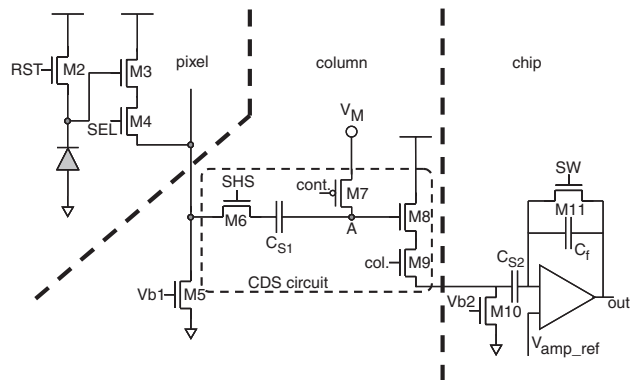 pixel
column
chip
RST
M2
M3
SEL
M4
V_M
SW
SHS
cont.
M7
M11
M6
M8
C_S1
A
C_S2
C_f
col.
M9
CDS circuit
Vb1
M5
Vb2
M10
out
V_amp_ref